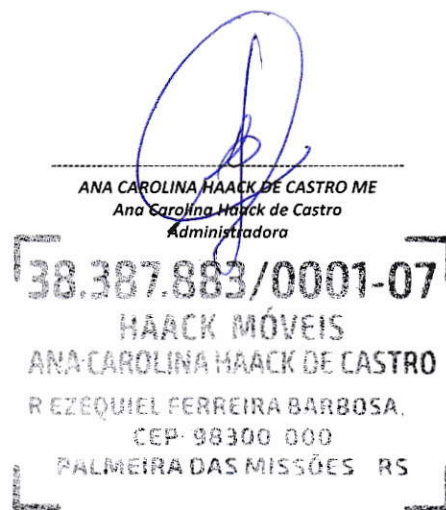 ANA CAROLINA HAACK DE CASTRO ME
Ana Carolina Haack de Castro
Administradora
38.387.883/0001-07
HAACK MÓVEIS
ANA CAROLINA HAACK DE CASTRO
R EZEQUIEL FERREIRA BARBOSA,
CEP 98300 000
PALMEIRA DAS MISSÕES RS